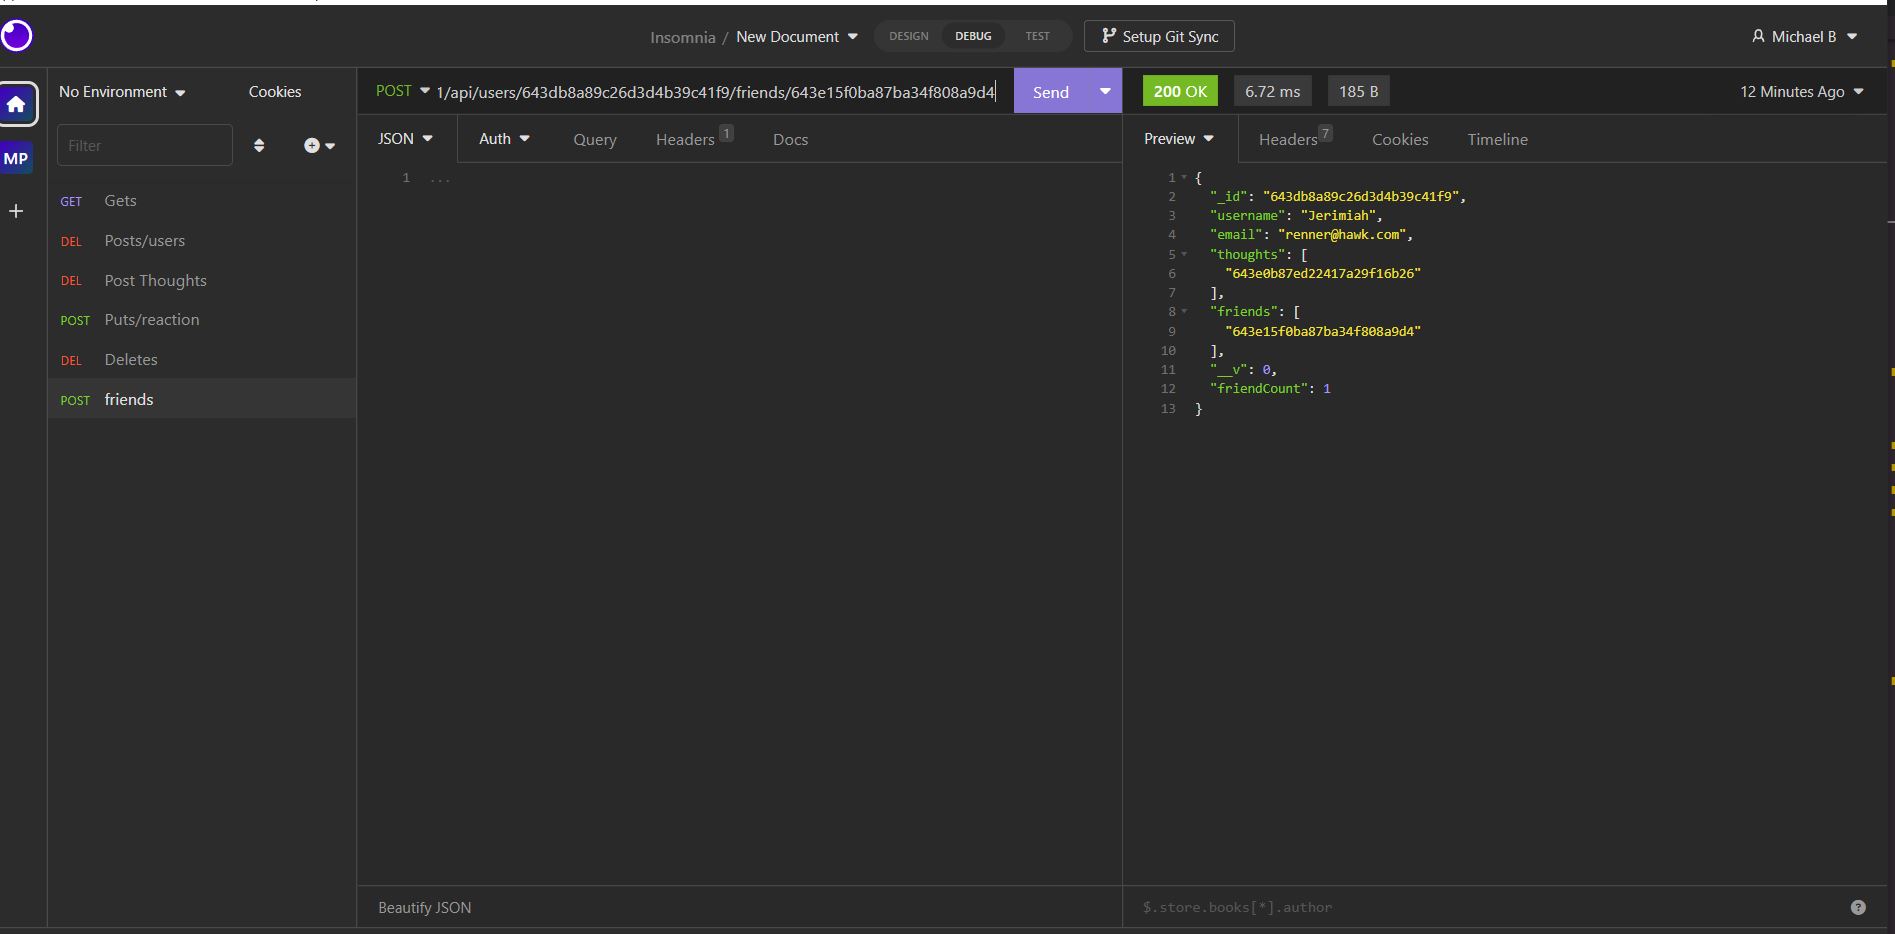 Insomnia / New Document
DESIGN DEBUG TEST
Setup Git Sync
Michael B
MP
No Environment
Cookies
Filter
GET Gets
DEL Posts/users
DEL Post Thoughts
POST Puts/reaction
DEL Deletes
POST friends
POST 1/api/users/643db8a89c26d3d4b39c41f9/friends/643e15f0ba87ba34f808a9d4
Send
JSON Auth Query Headers 1 Docs
1 ...
Beautify JSON
200 OK 6.72 ms 185 B 12 Minutes Ago
Preview Headers 7 Cookies Timeline
1 {
2 "_id": "643db8a89c26d3d4b39c41f9",
3 "username": "Jerimiah",
4 "email": "renner@hawk.com",
5 "thoughts": [
6 "643e0b87ed22417a29f16b26"
7 ],
8 "friends": [
9 "643e15f0ba87ba34f808a9d4"
10 ],
11 "__v": 0,
12 "friendCount": 1
13 }
$.store.books[*].author
?